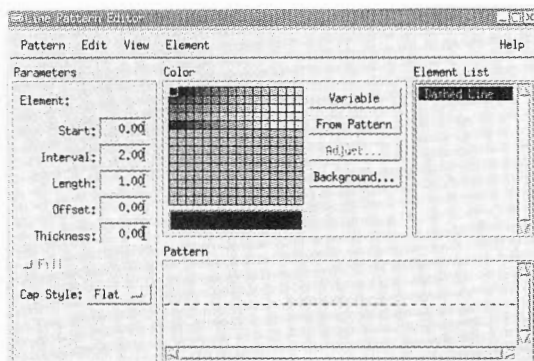 Line Pattern Editor
Pattern Edit View Element Help
Parameters
Element:
Start: 0.00
Interval: 2.00
Length: 1.00
Offset: 0.00
Thickness: 0.00
Fill
Cap Style: Flat
Color
Variable
From Pattern
Adjust...
Background...
Element List
Dashed Line
Pattern